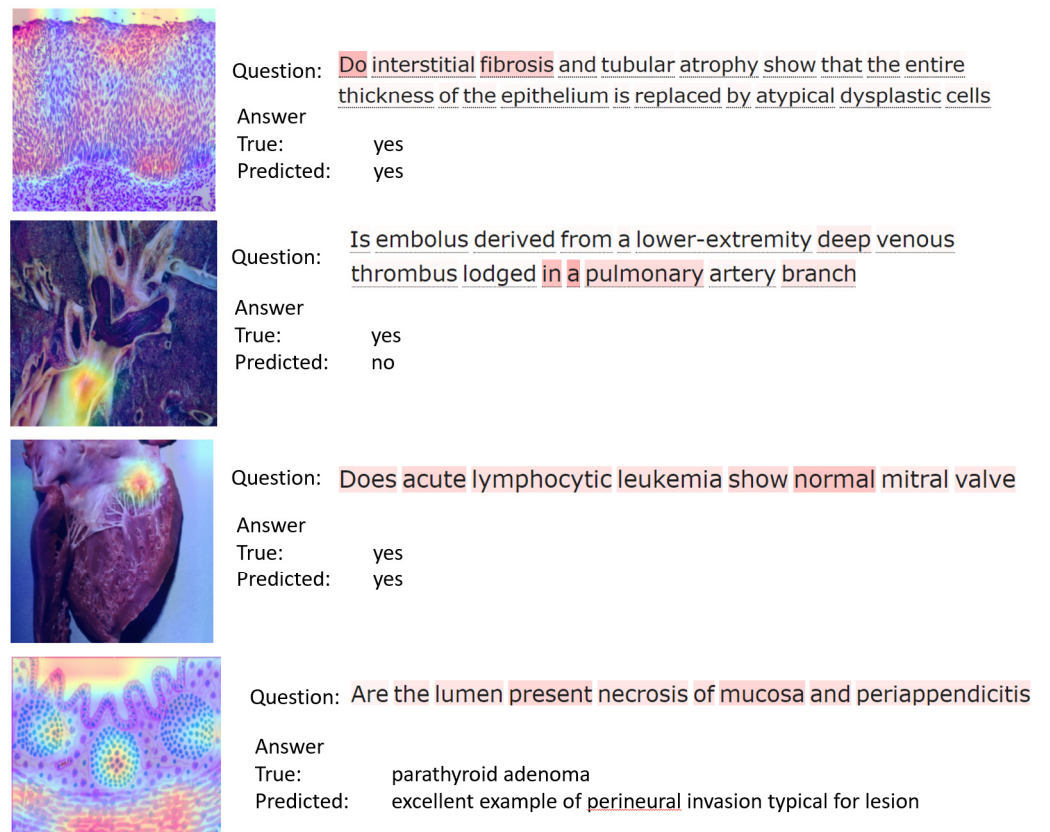 Question: Do interstitial fibrosis and tubular atrophy show that the entire
thickness of the epithelium is replaced by atypical dysplastic cells
Answer
True: yes
Predicted: yes
Question: Is embolus derived from a lower-extremity deep venous
thrombus lodged in a pulmonary artery branch
Answer
True: yes
Predicted: no
Question: Does acute lymphocytic leukemia show normal mitral valve
Answer
True: yes
Predicted: yes
Question: Are the lumen present necrosis of mucosa and periappendicitis
Answer
True: parathyroid adenoma
Predicted: excellent example of perineural invasion typical for lesion